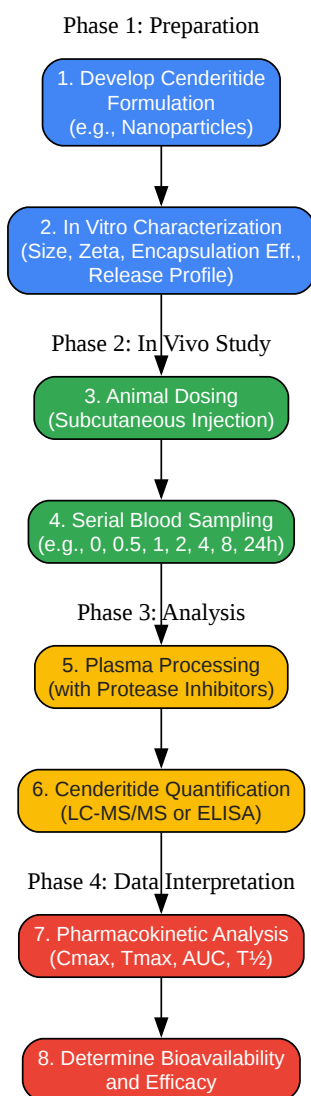 Phase 1: Preparation
1. Develop Cenderitide
Formulation
(e.g., Nanoparticles)
2. In Vitro Characterization
(Size, Zeta, Encapsulation Eff.,
Release Profile)
Phase 2: In Vivo Study
3. Animal Dosing
(Subcutaneous Injection)
4. Serial Blood Sampling
(e.g., 0, 0.5, 1, 2, 4, 8, 24h)
Phase 3: Analysis
5. Plasma Processing
(with Protease Inhibitors)
6. Cenderitide Quantification
(LC-MS/MS or ELISA)
Phase 4: Data Interpretation
7. Pharmacokinetic Analysis
(Cmax, Tmax, AUC, T½)
8. Determine Bioavailability
and Efficacy